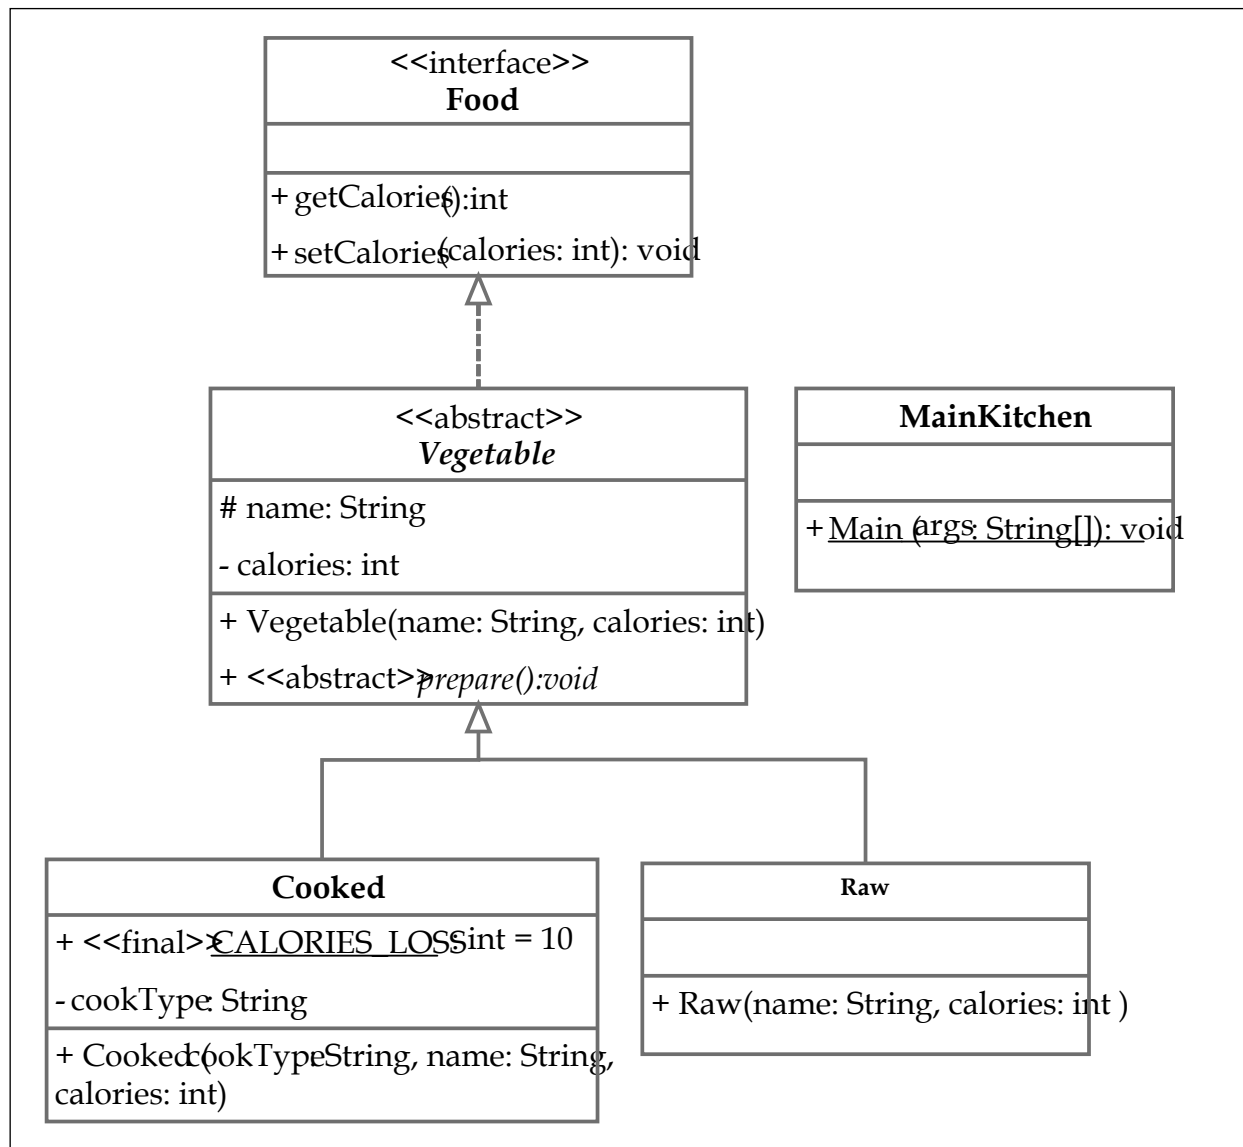 <<interface>>
Food
+ getCalories():int
+ setCalories(calories: int): void
<<abstract>>
Vegetable
# name: String
- calories: int
+ Vegetable(name: String, calories: int)
+ <<abstract>> prepare():void
MainKitchen
+ Main (args: String[]): void
Cooked
+ <<final>> CALORIES_LOSS: int = 10
- cookType: String
+ Cooked (cookType: String, name: String,
calories: int)
Raw
+ Raw(name: String, calories: int )